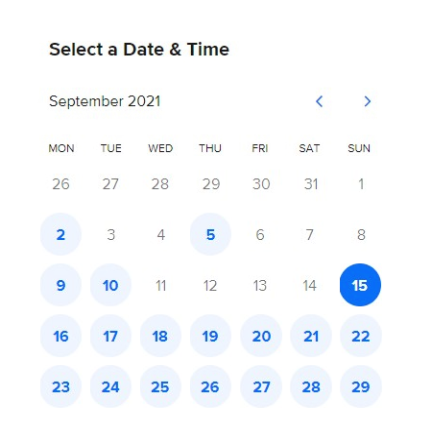 Select a Date & Time
September 2021
MON TUE WED THU FRI SAT SUN
26 27 28 29 30 31 1
2 3 4 5 6 7 8
9 10 11 12 13 14 15
16 17 18 19 20 21 22
23 24 25 26 27 28 29